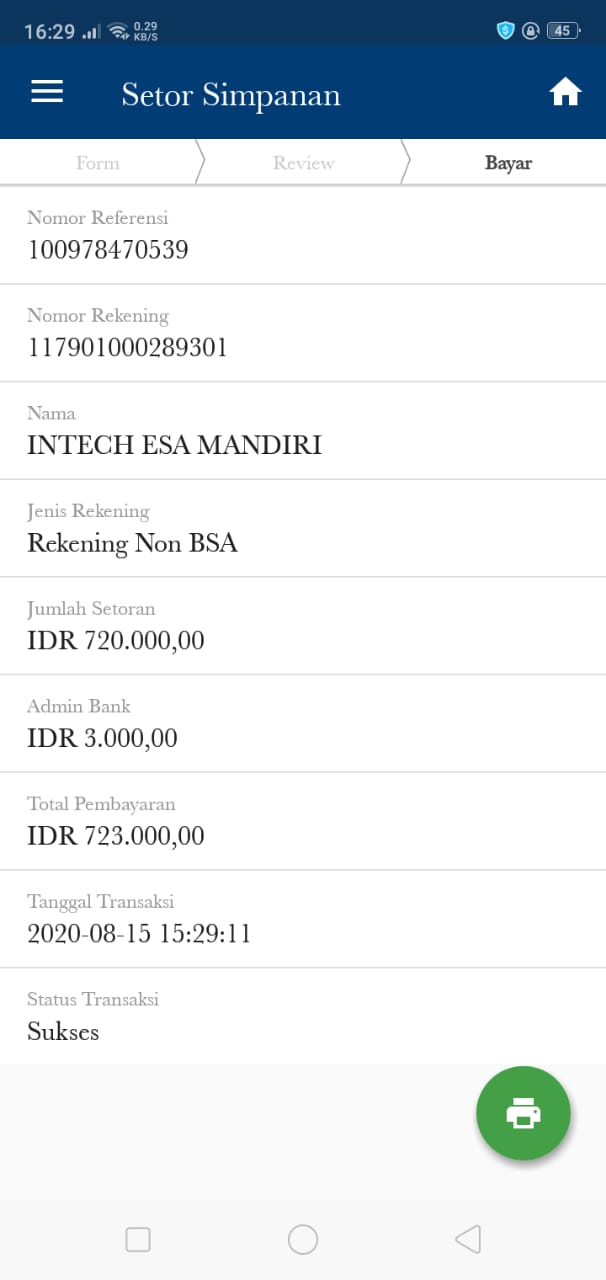 16:29 0.29 KB/S 45
Setor Simpanan
Form Review Bayar
Nomor Referensi
100978470539
Nomor Rekening
117901000289301
Nama
INTECH ESA MANDIRI
Jenis Rekening
Rekening Non BSA
Jumlah Setoran
IDR 720.000,00
Admin Bank
IDR 3.000,00
Total Pembayaran
IDR 723.000,00
Tanggal Transaksi
2020-08-15 15:29:11
Status Transaksi
Sukses